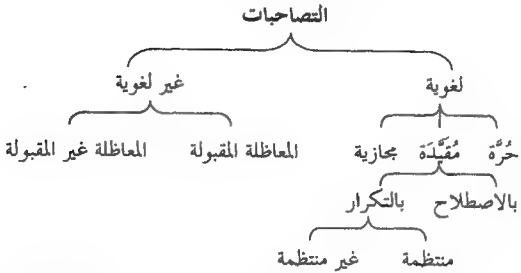 التصاحبات
لغوية غير لغوية
حُرَّة مُقَيَّدَة مجازية المعاظلة المقبولة المعاظلة غير المقبولة
بالاصطلاح بالتكرار
منتظمة غير منتظمة